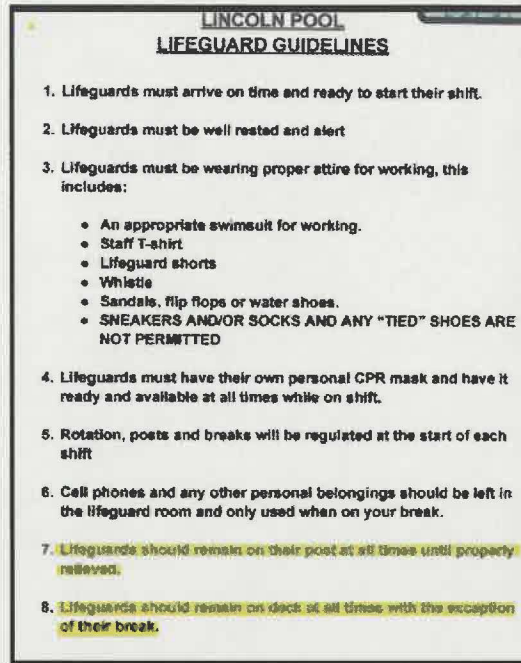 LINCOLN POOL
LIFEGUARD GUIDELINES
1. Lifeguards must arrive on time and ready to start their shift.
2. Lifeguards must be well rested and alert
3. Lifeguards must be wearing proper attire for working, this
includes:
• An appropriate swimsuit for working.
• Staff T-shirt
• Lifeguard shorts
• Whistle
• Sandals, flip flops or water shoes.
• SNEAKERS AND/OR SOCKS AND ANY "TIED" SHOES ARE
NOT PERMITTED
4. Lifeguards must have their own personal CPR mask and have it
ready and available at all times while on shift.
5. Rotation, posts and breaks will be regulated at the start of each
shift
6. Cell phones and any other personal belongings should be left in
the lifeguard room and only used when on your break.
7. Lifeguards should remain on their post at all times until properly
relieved.
8. Lifeguards should remain on deck at all times with the exception
of their break.